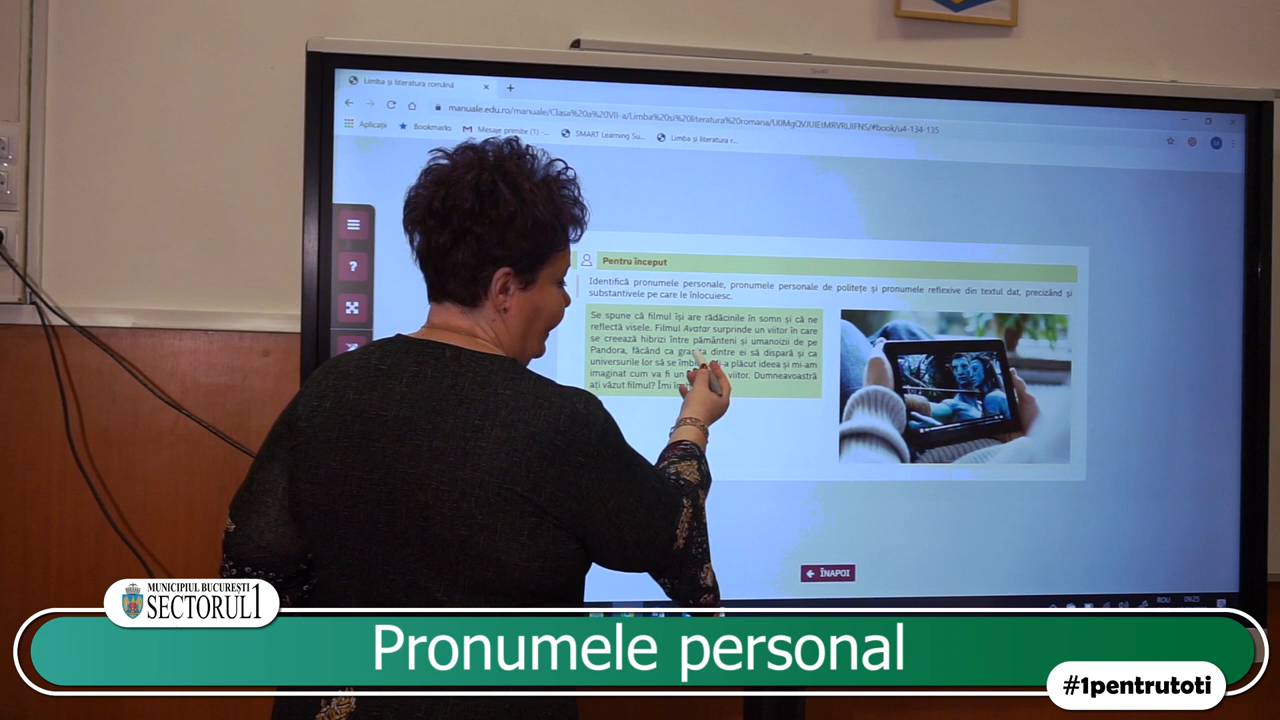 Limba și literatura română
manuale.edu.ro/manuale/Clasa%20a%20VII-a/Limba%20si%20literatura%20romana/
#book/u4-134-135
Aplicații
Bookmarks
Mesaje primite (1) -...
SMART Learning Su...
Limba și literatura r...
?
Pentru început
Identifică pronumele personale, pronumele personale de politețe și pronumele reflexive din textul dat, precizând și
substantivele pe care le înlocuiesc.
Se spune că filmul își are rădăcinile în somn și că ne
reflectă visele. Filmul Avatar surprinde un viitor în care
se creează hibrizi între pământeni și umanoizii de pe
Pandora, făcând ca dintre ei să dispară și ca
universurile lor să se plăcut ideea și mi-am
imaginat cum va fi un viitor. Dumneavoastră
ați văzut filmul? Îmi
ÎNAPOI
ROU 09:25
MUNICIPIUL BUCUREȘTI
SECTORUL 1
Pronumele personal
#1pentrutoti